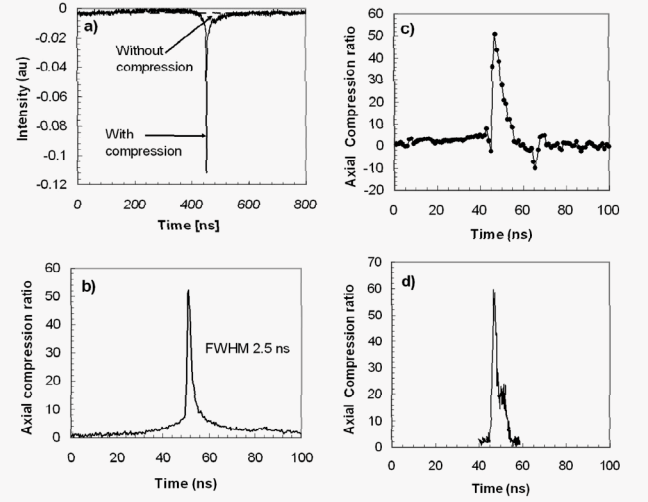 a)
Intensity (au)
0
-0.02
-0.04
-0.06
-0.08
-0.1
-0.12
Without
compression
With
compression
0 200 400 600 800
Time [ns]
c)
Axial Compression ratio
60
50
40
30
20
10
0
-10
-20
0 20 40 60 80 100
Time (ns)
b)
Axial compression ratio
60
50
40
30
20
10
0
FWHM 2.5 ns
0 20 40 60 80 100
Time (ns)
d)
Axial Compression ratio
70
60
50
40
30
20
10
0
0 20 40 60 80 100
Time (ns)